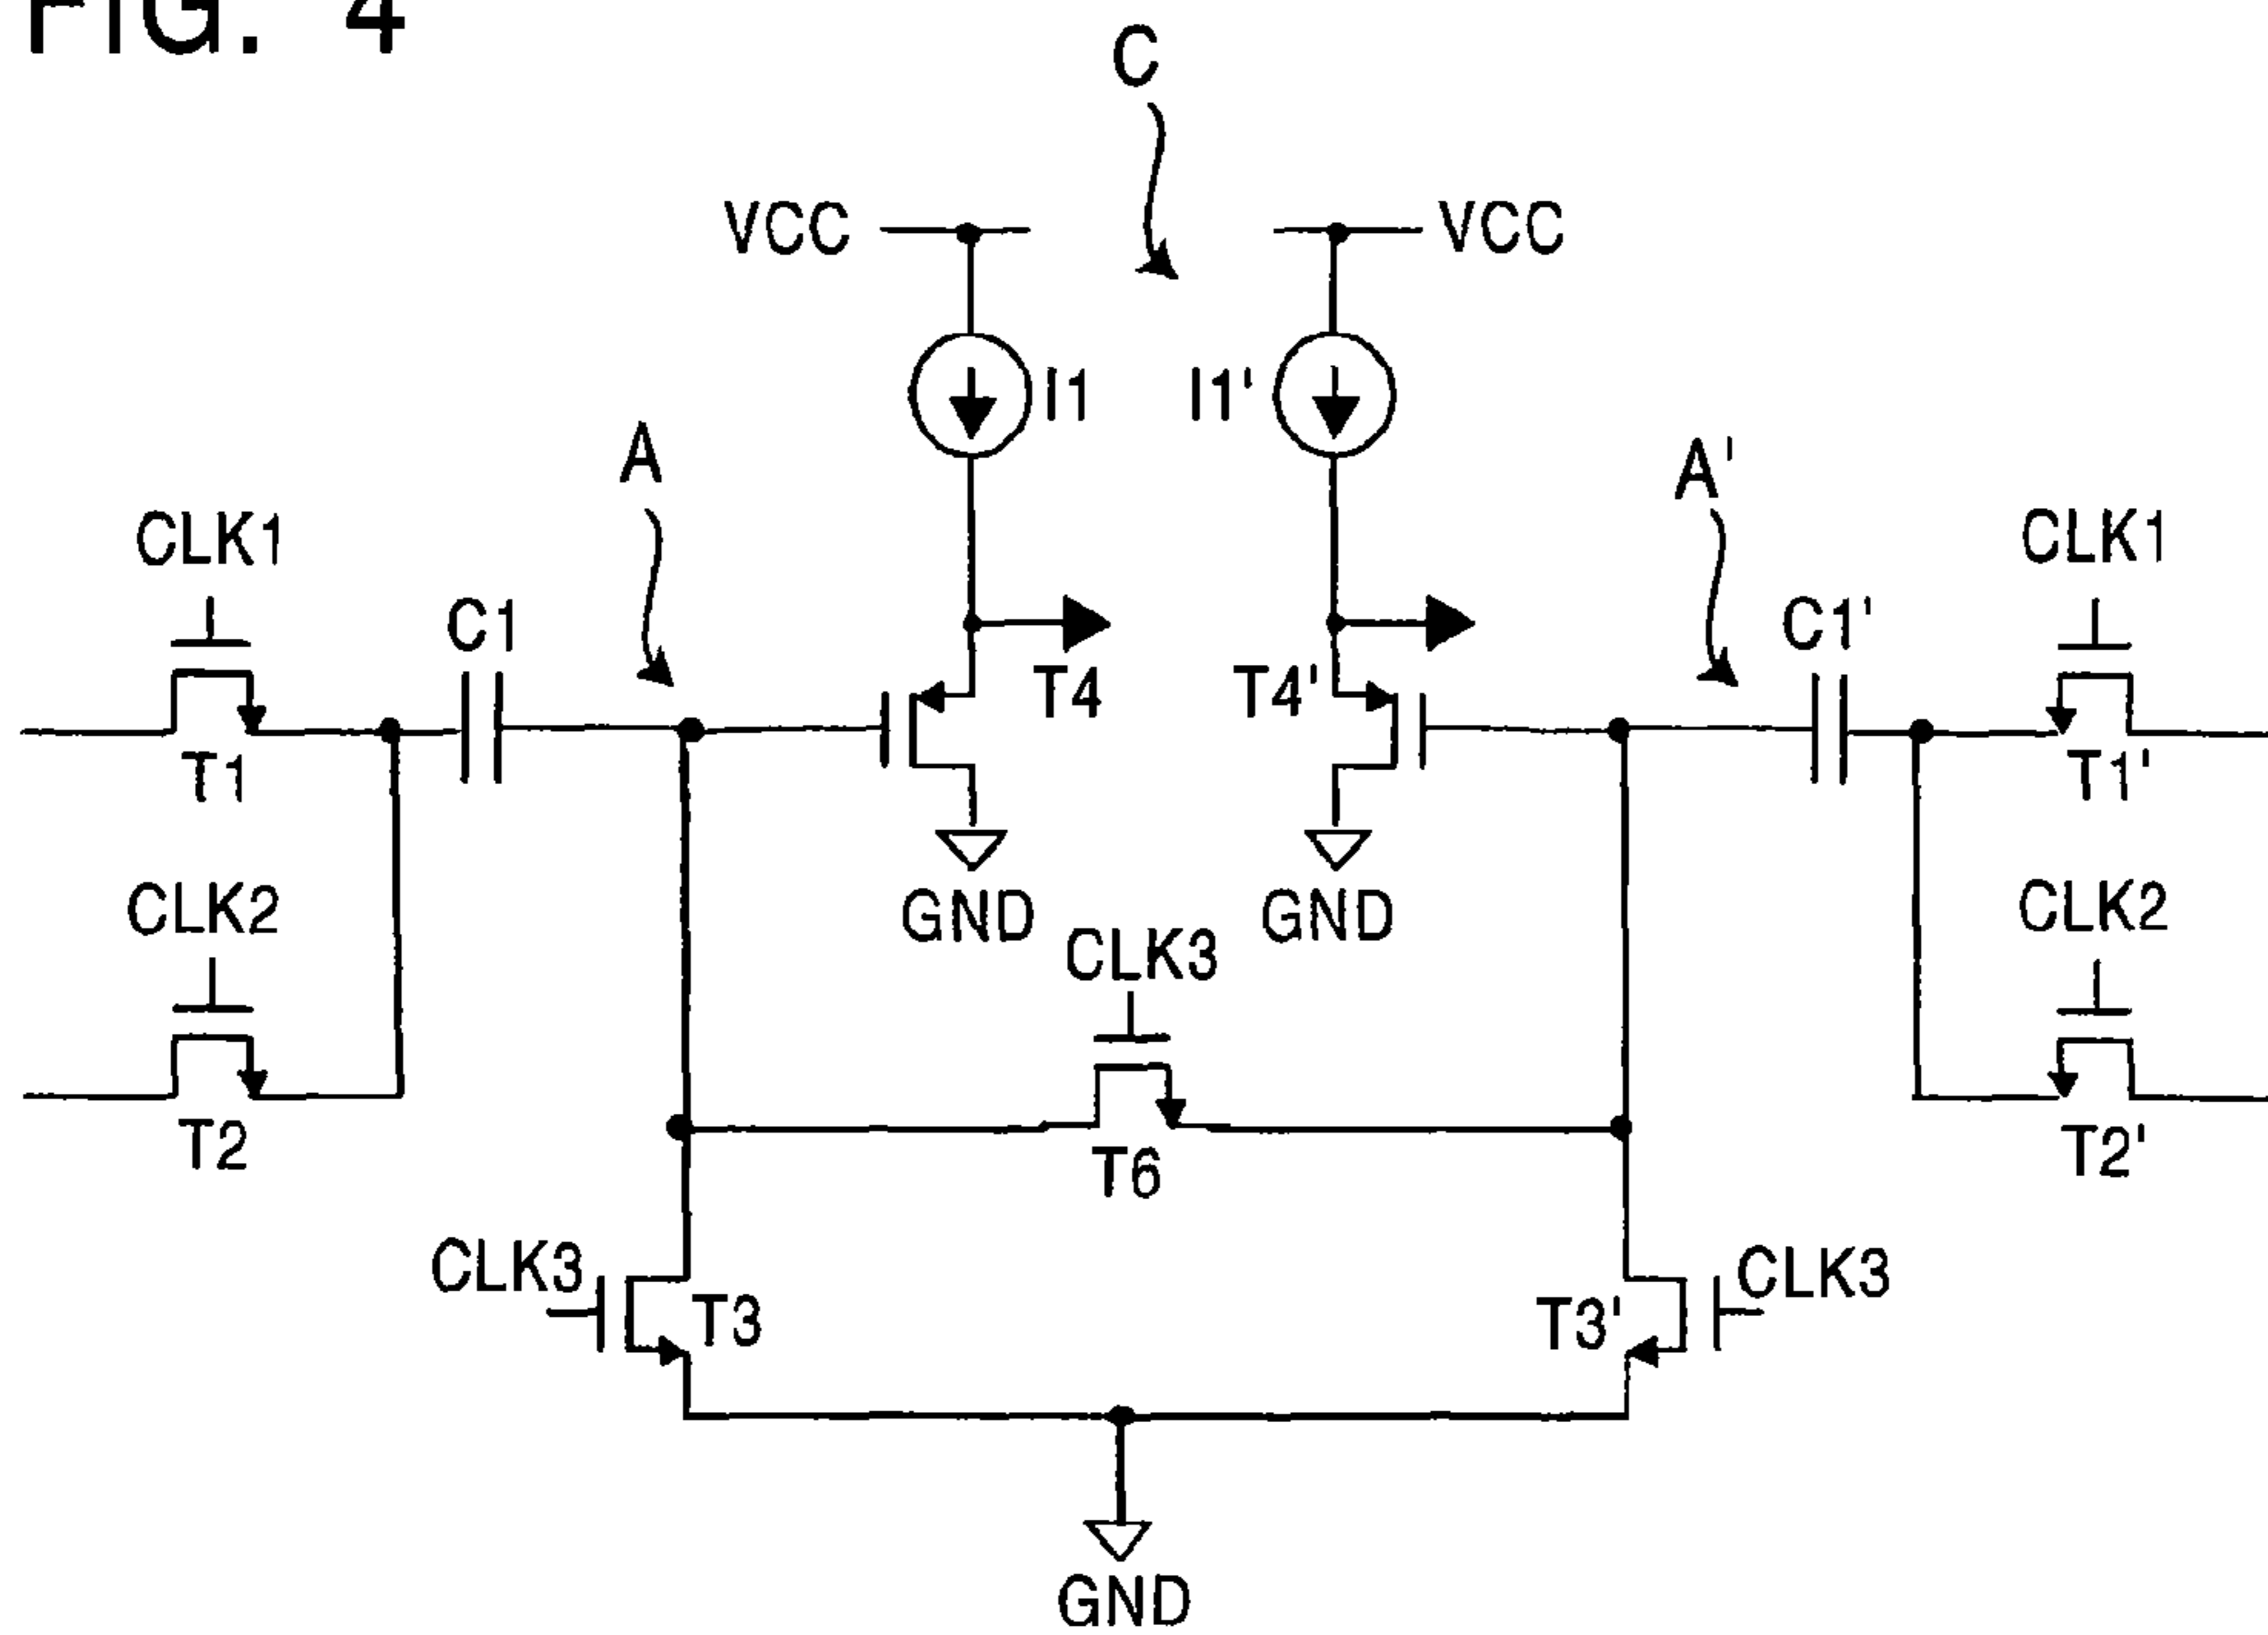 FIG. 4
C
VCC
VCC
I1
I1'
A
A'
CLK1
CLK1
C1
C1'
T4
T4'
T1
T1'
CLK2
CLK2
GND
GND
CLK3
T2
T2'
T6
CLK3
CLK3
T3
T3'
GND